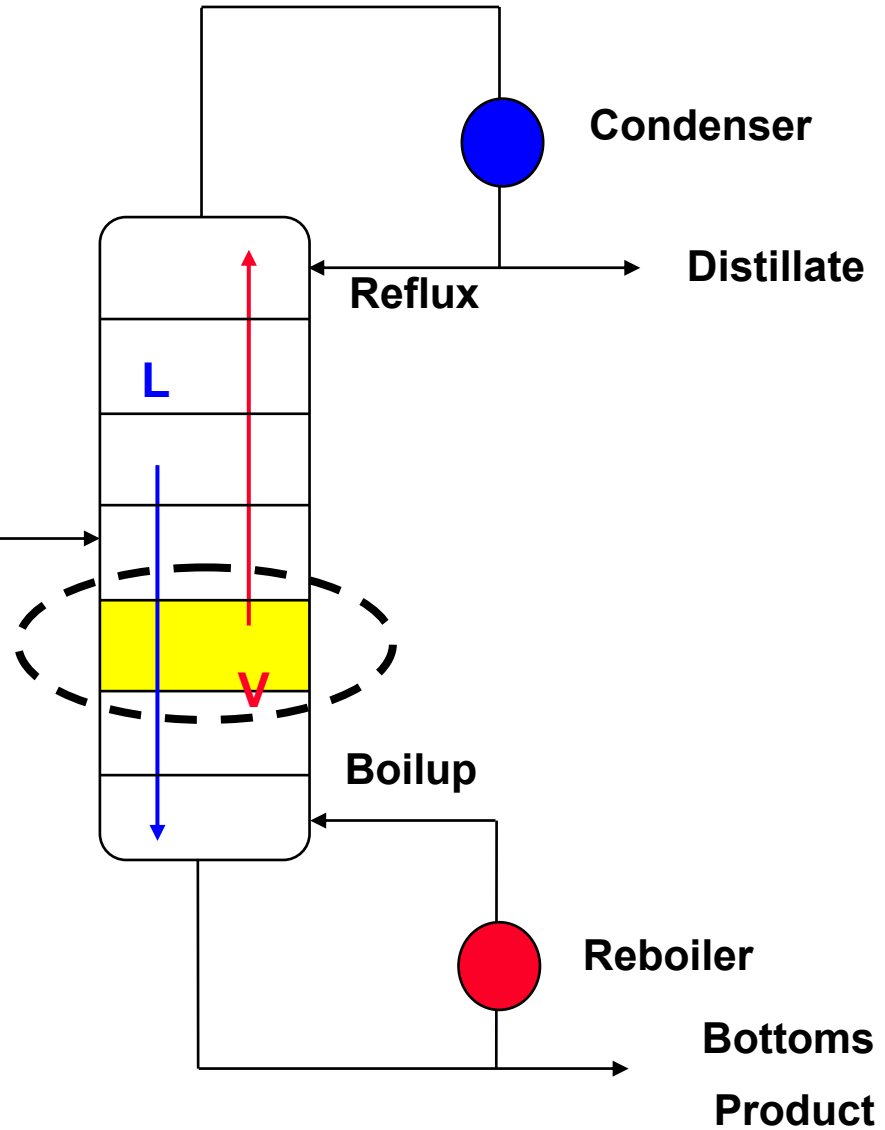 Condenser
Distillate
Reflux
L
V
Boilup
Reboiler
Bottoms
Product